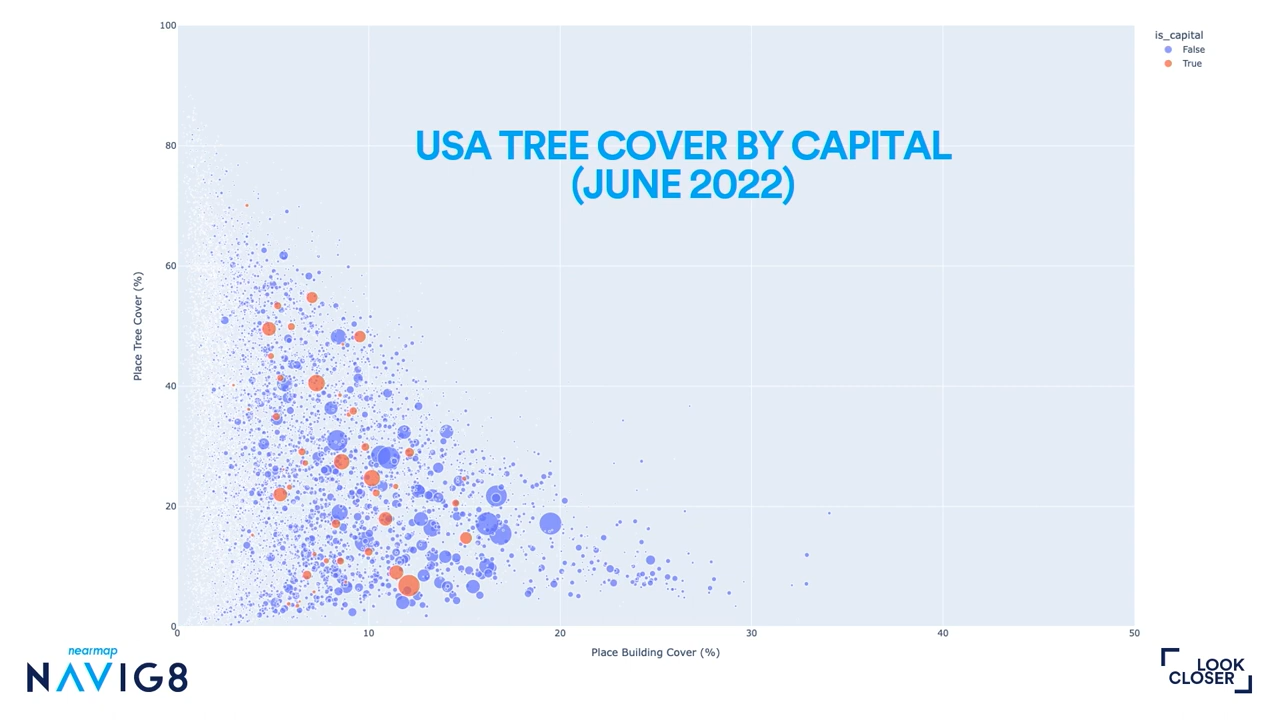 USA TREE COVER BY CAPITAL
(JUNE 2022)
is_capital
False
True
Place Tree Cover (%)
100
80
60
40
20
0
0 10 20 30 40 50
Place Building Cover (%)
nearmap
NAVIG8
LOOK
CLOSER